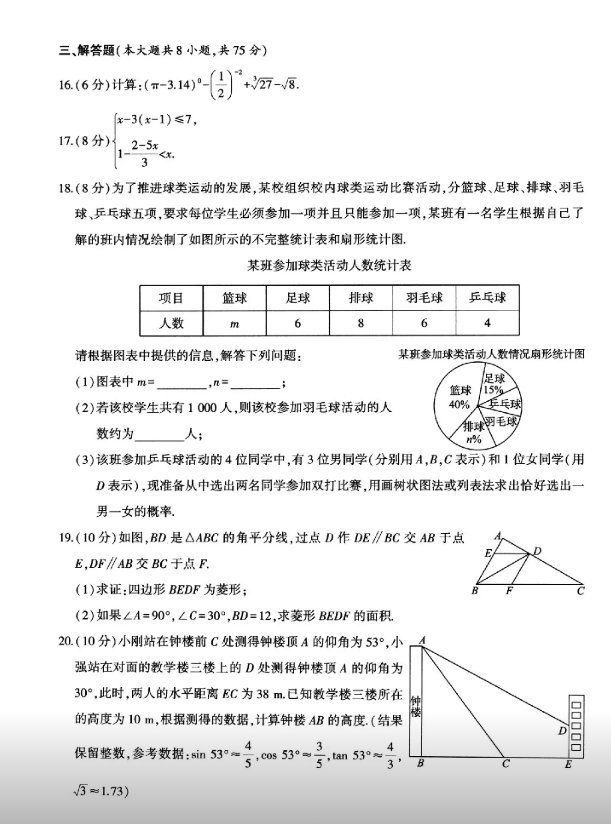 三、解答题(本大题共8小题,共75分)
16.(6分)计算:(π-3.14)⁰-(1/2)⁻²+∛27-√8.
17.(8分){x-3(x-1)≤7,
1-(2-5x)/3<x.
18.(8分)为了推进球类运动的发展,某校组织校内球类运动比赛活动,分篮球、足球、排球、羽毛
球、乒乓球五项,要求每位学生必须参加一项并且只能参加一项,某班有一名学生根据自己了
解的班内情况绘制了如图所示的不完整统计表和扇形统计图.
某班参加球类活动人数统计表
项目 篮球 足球 排球 羽毛球 乒乓球
人数 m 6 8 6 4
请根据图表中提供的信息,解答下列问题:
(1)图表中m=______,n=______;
(2)若该校学生共有1 000人,则该校参加羽毛球活动的人
数约为______人;
某班参加球类活动人数情况扇形统计图
篮球
40%
足球
15%
乒乓球
羽毛球
排球
n%
(3)该班参加乒乓球活动的4位同学中,有3位男同学(分别用A,B,C表示)和1位女同学(用
D表示),现准备从中选出两名同学参加双打比赛,用画树状图法或列表法求出恰好选出一
男一女的概率.
19.(10分)如图,BD是△ABC的角平分线,过点D作DE∥BC交AB于点
E,DF∥AB交BC于点F.
(1)求证:四边形BEDF为菱形;
(2)如果∠A=90°,∠C=30°,BD=12,求菱形BEDF的面积.
A
E D
B F C
20.(10分)小刚站在钟楼前C处测得钟楼顶A的仰角为53°,小
强站在对面的教学楼三楼上的D处测得钟楼顶A的仰角为
30°,此时,两人的水平距离EC为38 m.已知教学楼三楼所在
的高度为10 m,根据测得的数据,计算钟楼AB的高度.(结果
保留整数,参考数据:sin 53°≈4/5,cos 53°≈3/5,tan 53°≈4/3,
√3≈1.73)
A
钟楼
D
B C E